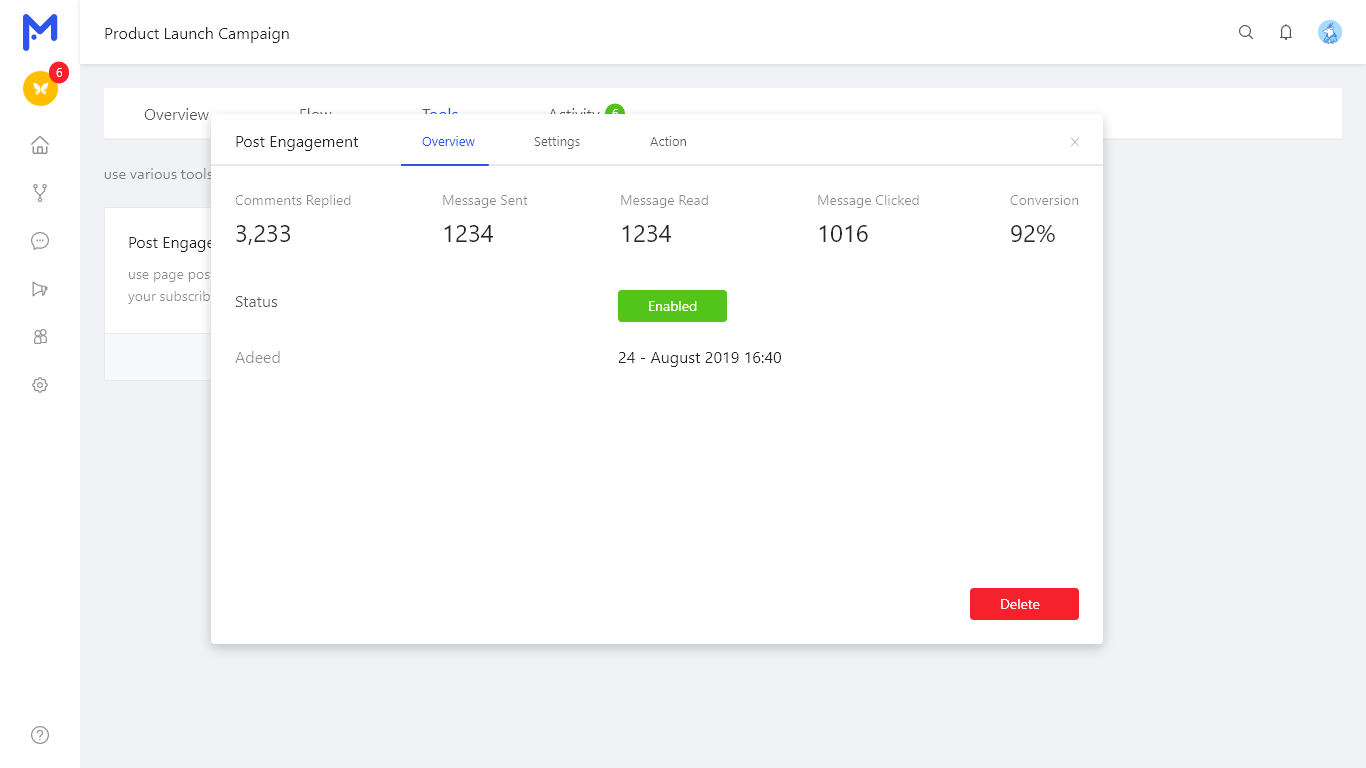 Product Launch Campaign
6
Overview
Flow
Tools
Activity 6
Post Engagement
Overview
Settings
Action
use various tools
Comments Replied
Message Sent
Message Read
Message Clicked
Conversion
3,233
1234
1234
1016
92%
Post Engage
use page pos
your subscrib
Status
Enabled
Adeed
24 - August 2019 16:40
Delete